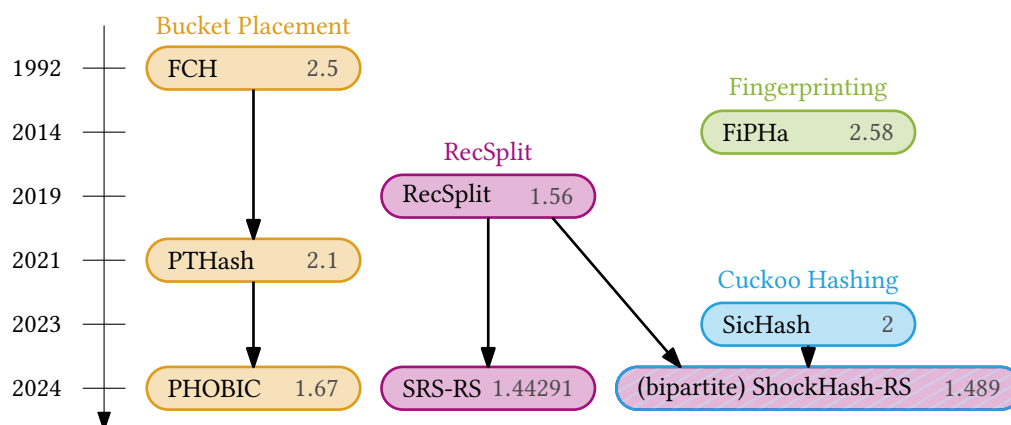 Bucket Placement
1992 FCH 2.5
Fingerprinting
2014 FiPHa 2.58
RecSplit
2019 RecSplit 1.56
2021 PTHash 2.1
Cuckoo Hashing
2023 SicHash 2
2024 PHOBIC 1.67 SRS-RS 1.44291 (bipartite) ShockHash-RS 1.489